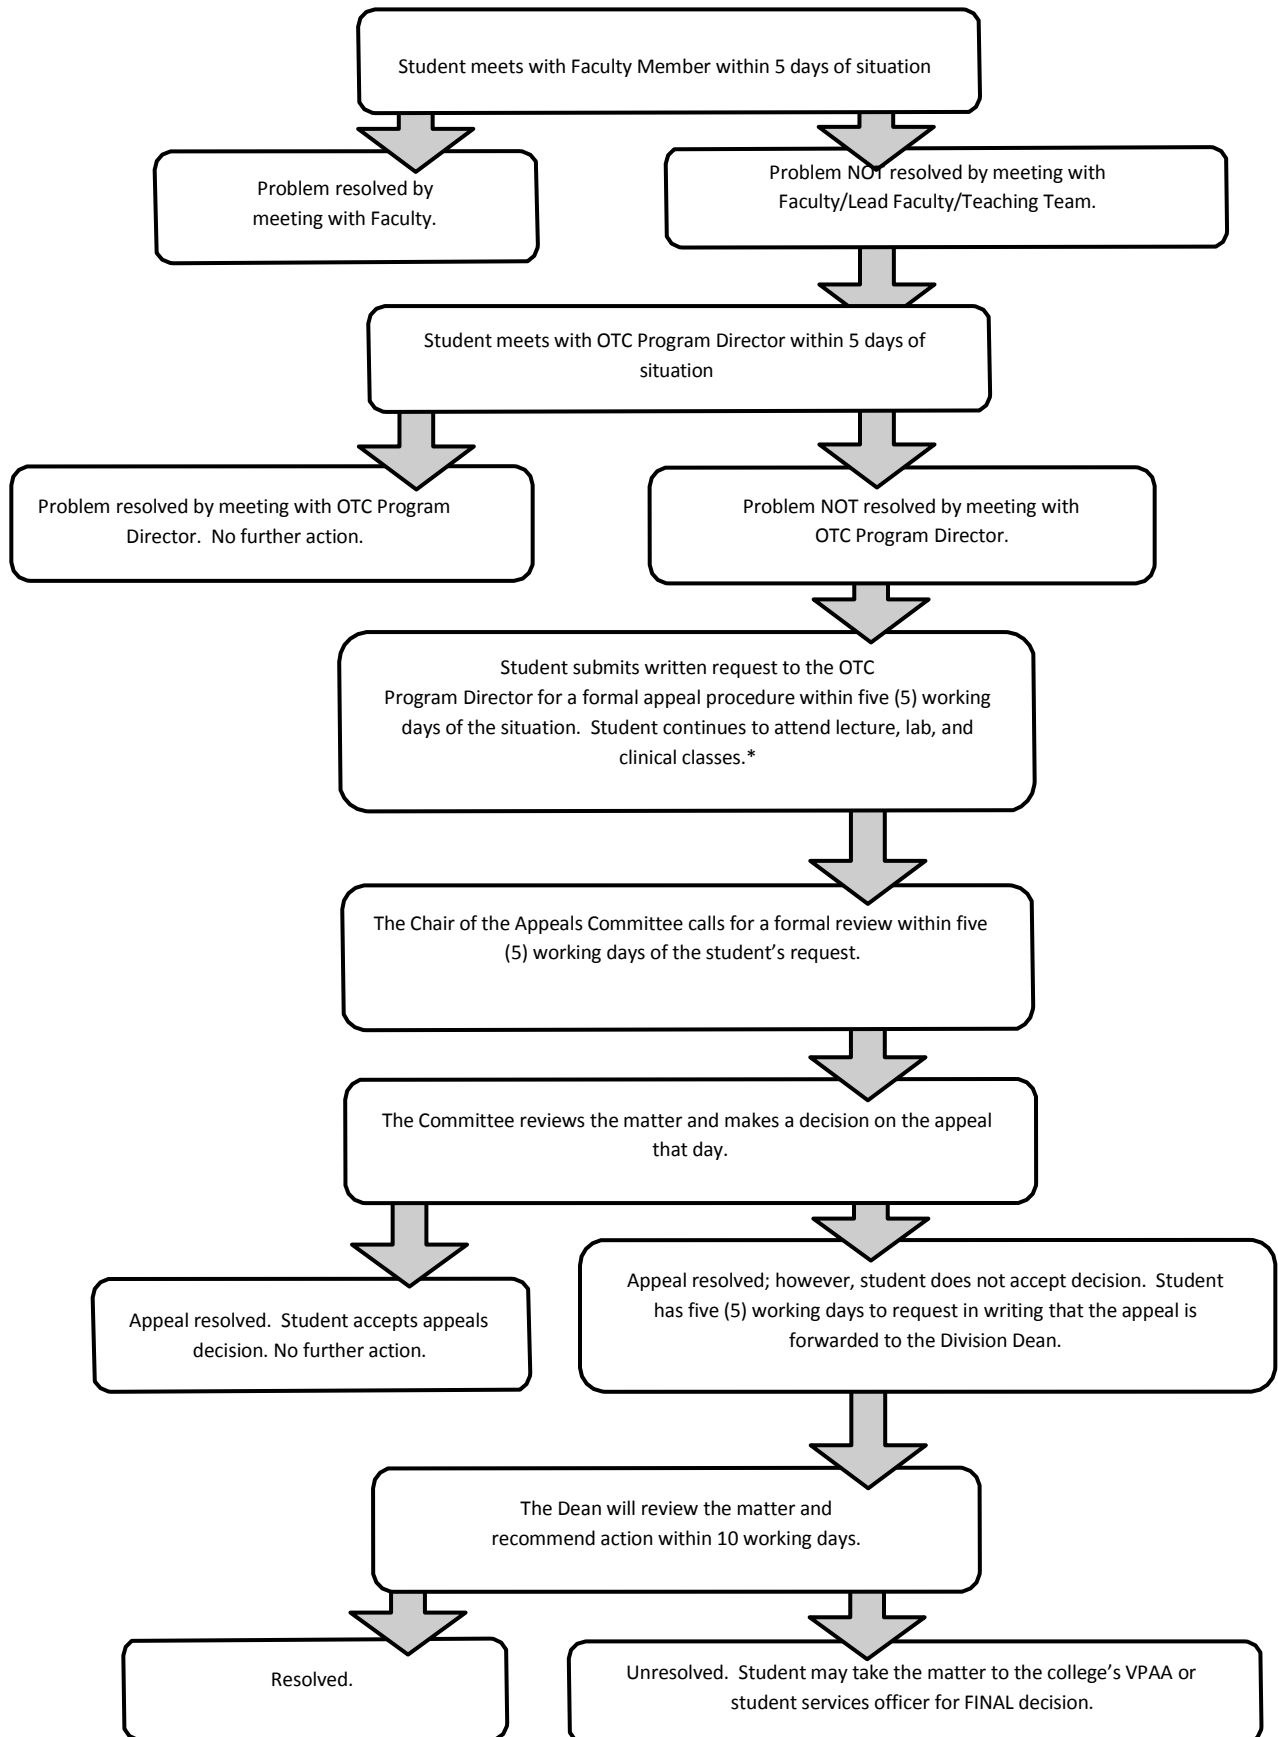 Student meets with Faculty Member within 5 days of situation
Problem resolved by
meeting with Faculty.
Problem NOT resolved by meeting with
Faculty/Lead Faculty/Teaching Team.
Student meets with OTC Program Director within 5 days of
situation
Problem resolved by meeting with OTC Program
Director.  No further action.
Problem NOT resolved by meeting with
OTC Program Director.
Student submits written request to the OTC
Program Director for a formal appeal procedure within five (5) working
days of the situation.  Student continues to attend lecture, lab, and
clinical classes.*
The Chair of the Appeals Committee calls for a formal review within five
(5) working days of the student’s request.
The Committee reviews the matter and makes a decision on the appeal
that day.
Appeal resolved.  Student accepts appeals
decision. No further action.
Appeal resolved; however, student does not accept decision.  Student
has five (5) working days to request in writing that the appeal is
forwarded to the Division Dean.
The Dean will review the matter and
recommend action within 10 working days.
Resolved.
Unresolved.  Student may take the matter to the college’s VPAA or
student services officer for FINAL decision.